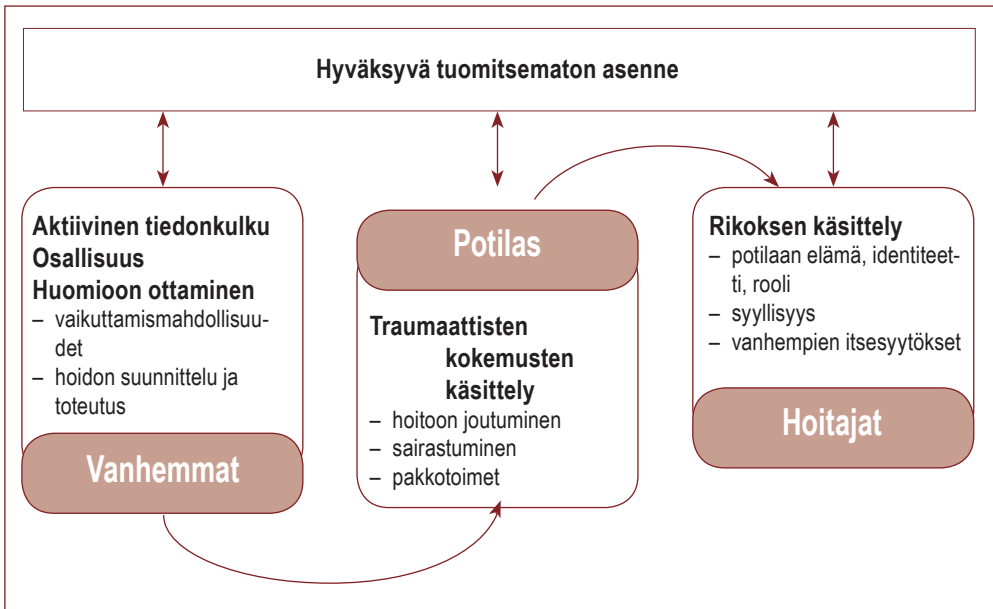 Hyväksyvä tuomitsematon asenne
Aktiivinen tiedonkulku
Osallisuus
Huomioon ottaminen
– vaikuttamismahdollisuu-
det
– hoidon suunnittelu ja
toteutus
Vanhemmat
Potilas
Traumaattisten
kokemusten
käsittely
– hoitoon joutuminen
– sairastuminen
– pakkotoimet
Rikoksen käsittely
– potilaan elämä, identiteet-
ti, rooli
– syyllisyys
– vanhempien itsesyytökset
Hoitajat